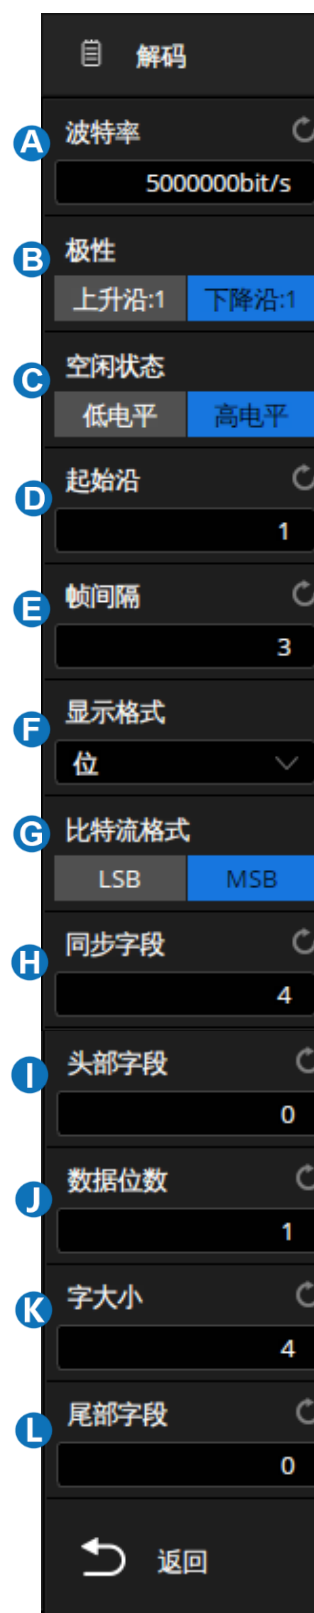 解码
A 波特率
5000000bit/s
B 极性
上升沿:1 下降沿:1
C 空闲状态
低电平 高电平
D 起始沿
1
E 帧间隔
3
F 显示格式
位
G 比特流格式
LSB MSB
H 同步字段
4
I 头部字段
0
J 数据位数
1
K 字大小
4
L 尾部字段
0
返回